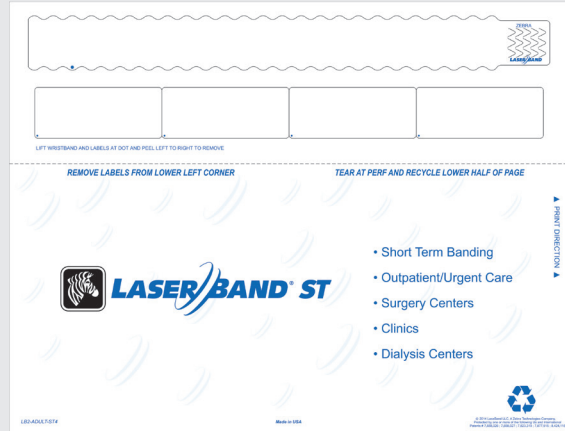 ZEBRA
LASERBAND
LIFT WRISTBAND AND LABELS AT DOT AND PEEL LEFT TO RIGHT TO REMOVE
REMOVE LABELS FROM LOWER LEFT CORNER
TEAR AT PERF AND RECYCLE LOWER HALF OF PAGE
PRINT DIRECTION
LASERBAND® ST
• Short Term Banding
• Outpatient/Urgent Care
• Surgery Centers
• Clinics
• Dialysis Centers
LB2-ADULT-ST4
Made in USA